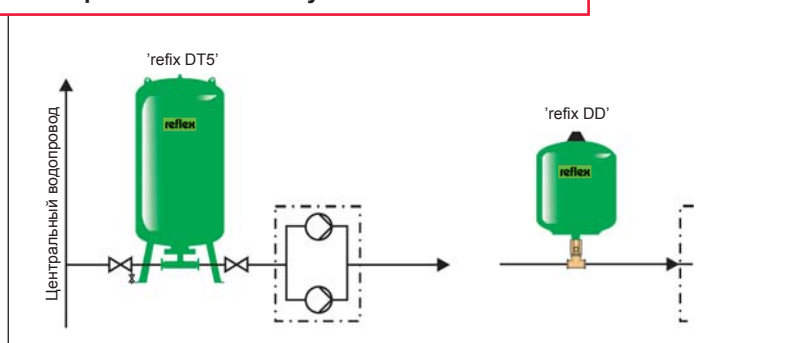 'refix DT5'
reflex
Центральный водопровод
'refix DD'
reflex